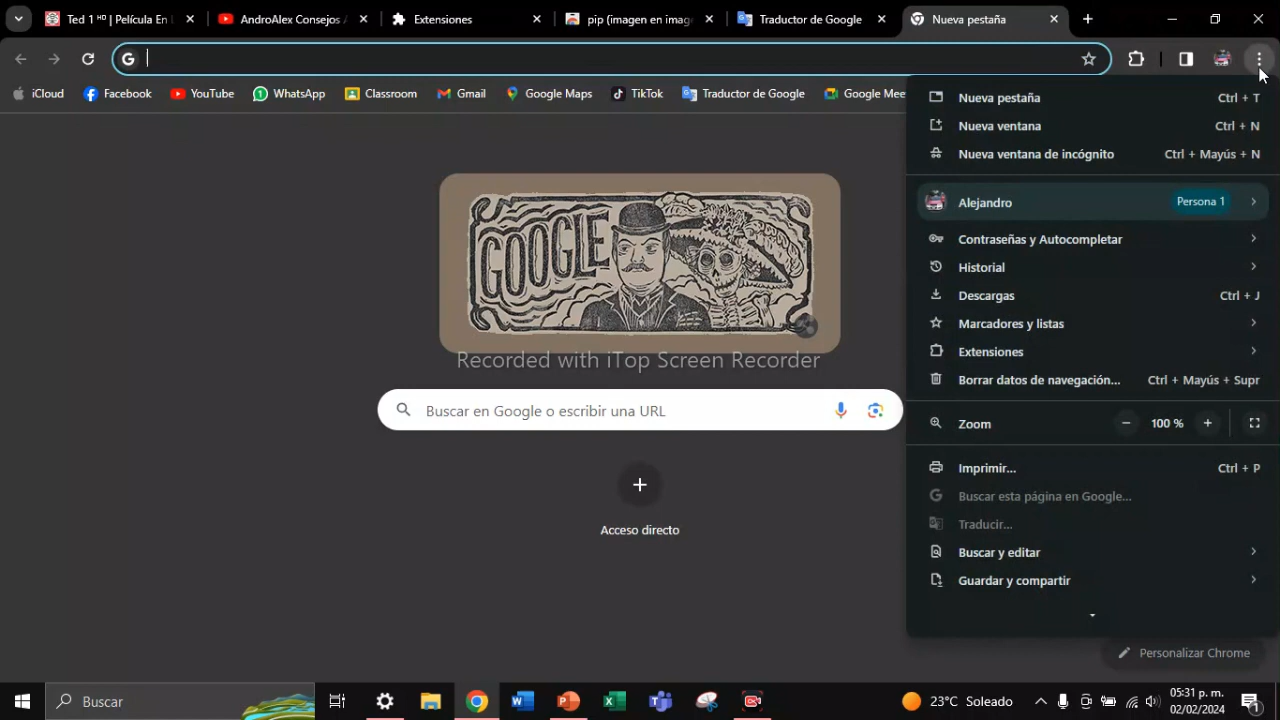 Ted 1 ᴴᴰ | Película En L
AndroAlex Consejos
Extensiones
pip (imagen en imag
Traductor de Google
Nueva pestaña
iCloud
Facebook
YouTube
WhatsApp
Classroom
Gmail
Google Maps
TikTok
Traductor de Google
Google Mee
Nueva pestaña Ctrl + T
Nueva ventana Ctrl + N
Nueva ventana de incógnito Ctrl + Mayús + N
Alejandro Persona 1
Contraseñas y Autocompletar
Historial
Descargas Ctrl + J
Marcadores y listas
Extensiones
Borrar datos de navegación... Ctrl + Mayús + Supr
Zoom − 100 % +
Imprimir... Ctrl + P
Buscar esta página en Google...
Traducir...
Buscar y editar
Guardar y compartir
GOOGLE
Recorded with iTop Screen Recorder
Buscar en Google o escribir una URL
Acceso directo
Personalizar Chrome
Buscar
23°C Soleado
05:31 p. m.
02/02/2024
1